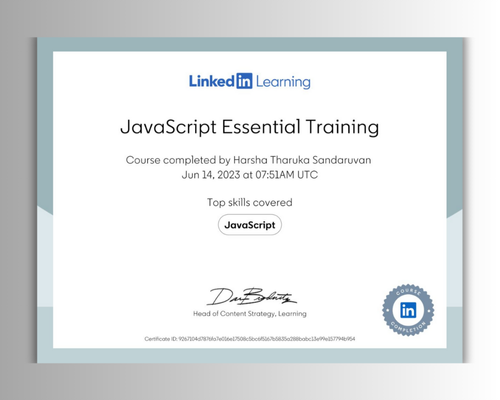 Linked in Learning
JavaScript Essential Training
Course completed by Harsha Tharuka Sandaruvan
Jun 14, 2023 at 07:51AM UTC
Top skills covered
JavaScript
Head of Content Strategy, Learning
COURSE
in
COMPLETION
Certificate ID: